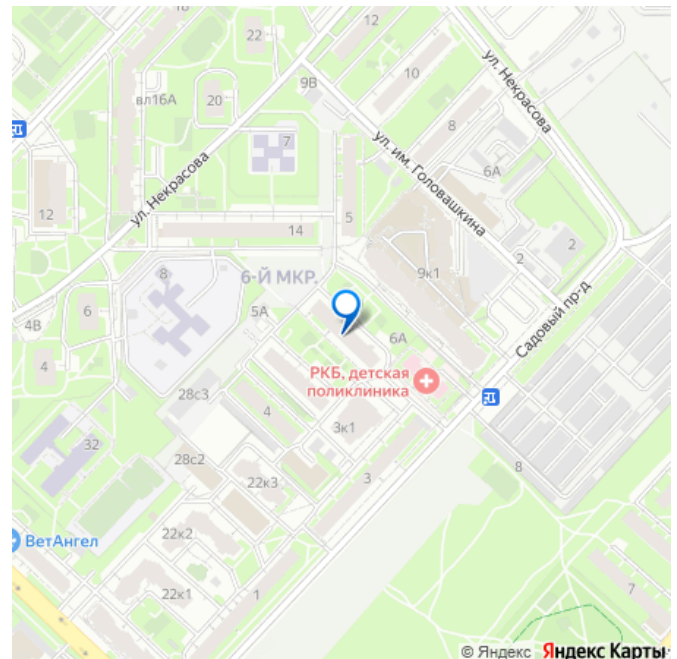 12
22
ул. Некрасова
10
9В
вл16А
20
8
7
ул. им. Головашкина
6А
ул. Некрасова
12
5
14
2
2
6-Й МКР.
9к1
8
5А
6
4В
6А
Садовый пр-д
4
РКБ, детская
поликлиника
28с3
4
3к1
32
28с2
3
8
22к3
22к2
ВетАнгел
22к1
1
7
© Яндекс Яндекс Карты